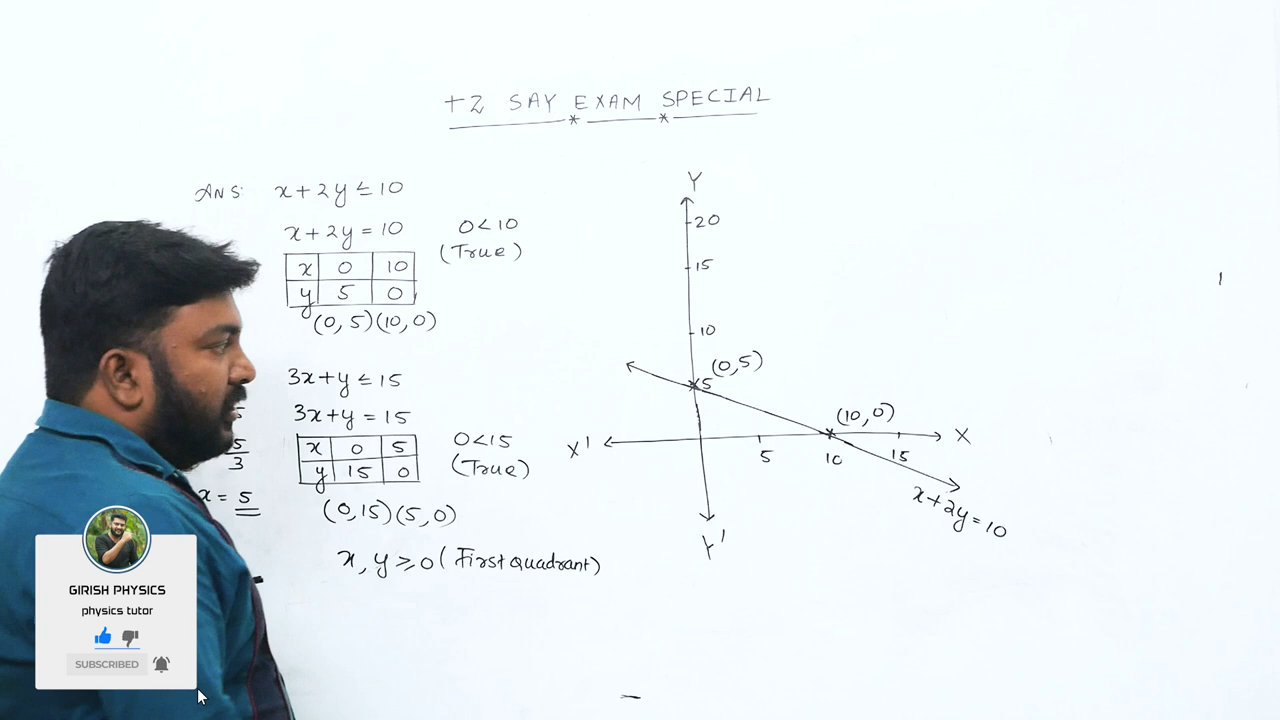 +2 SAY EXAM SPECIAL
ANS: x+2y ≤ 10
x+2y = 10
0<10
(True)
x 0 10
y 5 0
(0,5)(10,0)
3x+y ≤ 15
3x+y = 15
0<15
(True)
x 0 5
y 15 0
(0,15)(5,0)
5
3
x = 5
x, y ≥ 0 (First quadrant)
Y
20
15
10
5
(0,5)
(10,0)
X'
X
5
10
15
x+2y=10
Y'
GIRISH PHYSICS
physics tutor
SUBSCRIBED